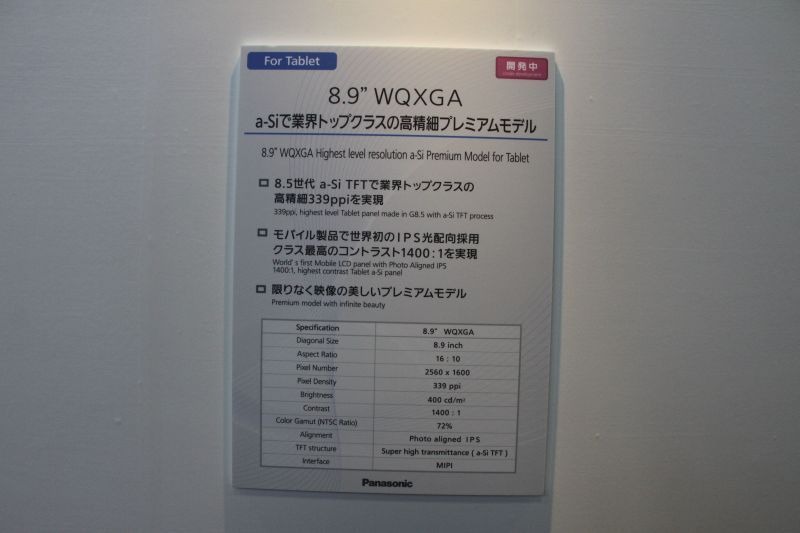 For Tablet
開発中
Under development
8.9" WQXGA
a-Siで業界トップクラスの高精細プレミアムモデル
8.9" WQXGA Highest level resolution a-Si Premium Model for Tablet
8.5世代 a-Si TFTで業界トップクラスの
高精細339ppiを実現
339ppi, highest level Tablet panel made in G8.5 with a-Si TFT process
モバイル製品で世界初のIPS光配向採用
クラス最高のコントラスト1400:1を実現
World's first Mobile LCD panel with Photo Aligned IPS
1400:1, highest contrast Tablet a-Si panel
限りなく映像の美しいプレミアムモデル
Premium model with infinite beauty
Specification 8.9" WQXGA
Diagonal Size 8.9 inch
Aspect Ratio 16 : 10
Pixel Number 2560 x 1600
Pixel Density 339 ppi
Brightness 400 cd/m²
Contrast 1400 : 1
Color Gamut (NTSC Ratio) 72%
Alignment Photo aligned IPS
TFT structure Super high transmittance ( a-Si TFT )
Interface MIPI
Panasonic